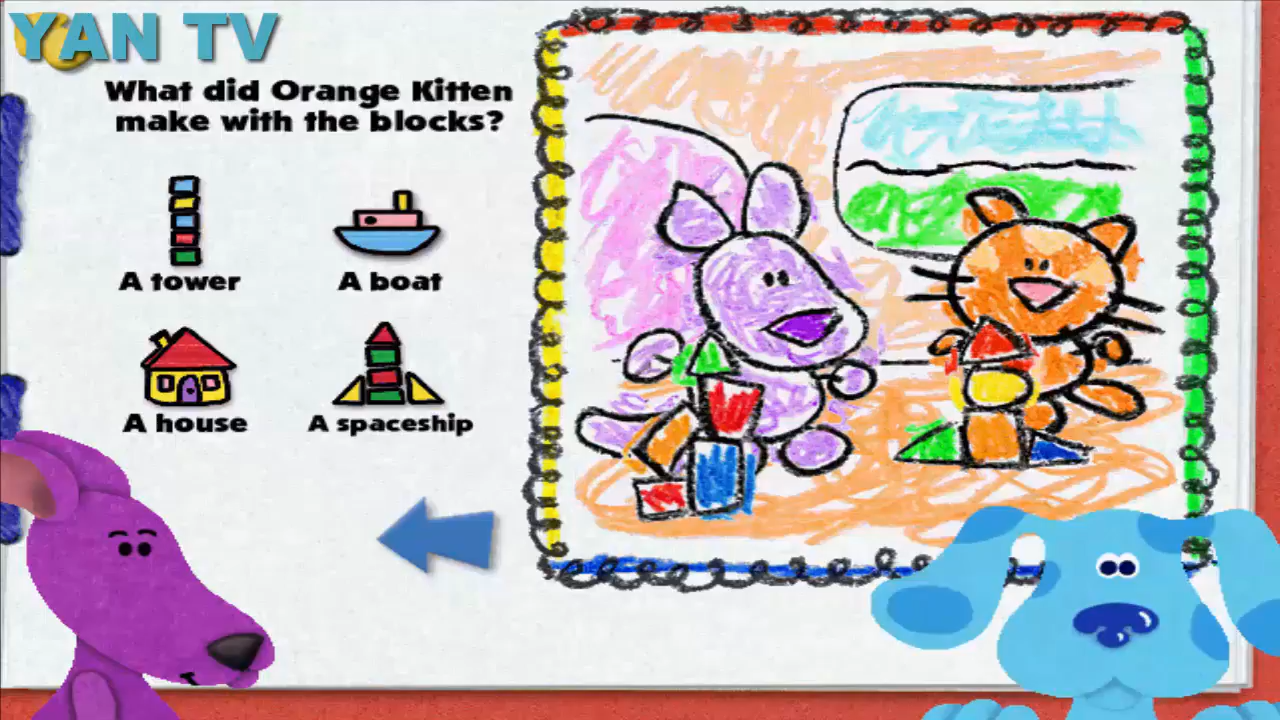 YAN TV
What did Orange Kitten
make with the blocks?
A tower
A boat
A house
A spaceship